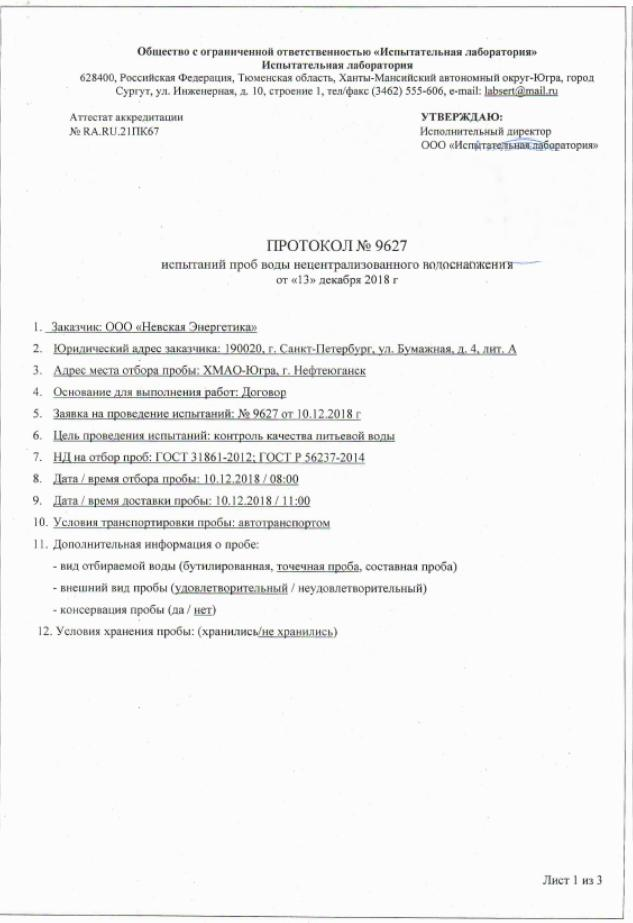 Общество с ограниченной ответственностью «Испытательная лаборатория»
Испытательная лаборатория
628400, Российская Федерация, Тюменская область, Ханты-Мансийский автономный округ-Югра, город
Сургут, ул. Инженерная, д. 10, строение 1, тел/факс (3462) 555-606, e-mail: labsert@mail.ru
Аттестат аккредитации
№ RA.RU.21ПК67
УТВЕРЖДАЮ:
Исполнительный директор
ООО «Испытательная лаборатория»
ПРОТОКОЛ № 9627
испытаний проб воды нецентрализованного водоснабжения
от «13» декабря 2018 г
1. Заказчик: ООО «Невская Энергетика»
2. Юридический адрес заказчика: 190020, г. Санкт-Петербург, ул. Бумажная, д. 4, лит. А
3. Адрес места отбора пробы: ХМАО-Югра, г. Нефтеюганск
4. Основание для выполнения работ: Договор
5. Заявка на проведение испытаний: № 9627 от 10.12.2018 г
6. Цель проведения испытаний: контроль качества питьевой воды
7. НД на отбор проб: ГОСТ 31861-2012; ГОСТ Р 56237-2014
8. Дата / время отбора пробы: 10.12.2018 / 08:00
9. Дата / время доставки пробы: 10.12.2018 / 11:00
10. Условия транспортировки пробы: автотранспортом
11. Дополнительная информация о пробе:
- вид отбираемой воды (бутилированная, точечная проба, составная проба)
- внешний вид пробы (удовлетворительный / неудовлетворительный)
- консервация пробы (да / нет)
12. Условия хранения пробы: (хранились/не хранились)
Лист 1 из 3